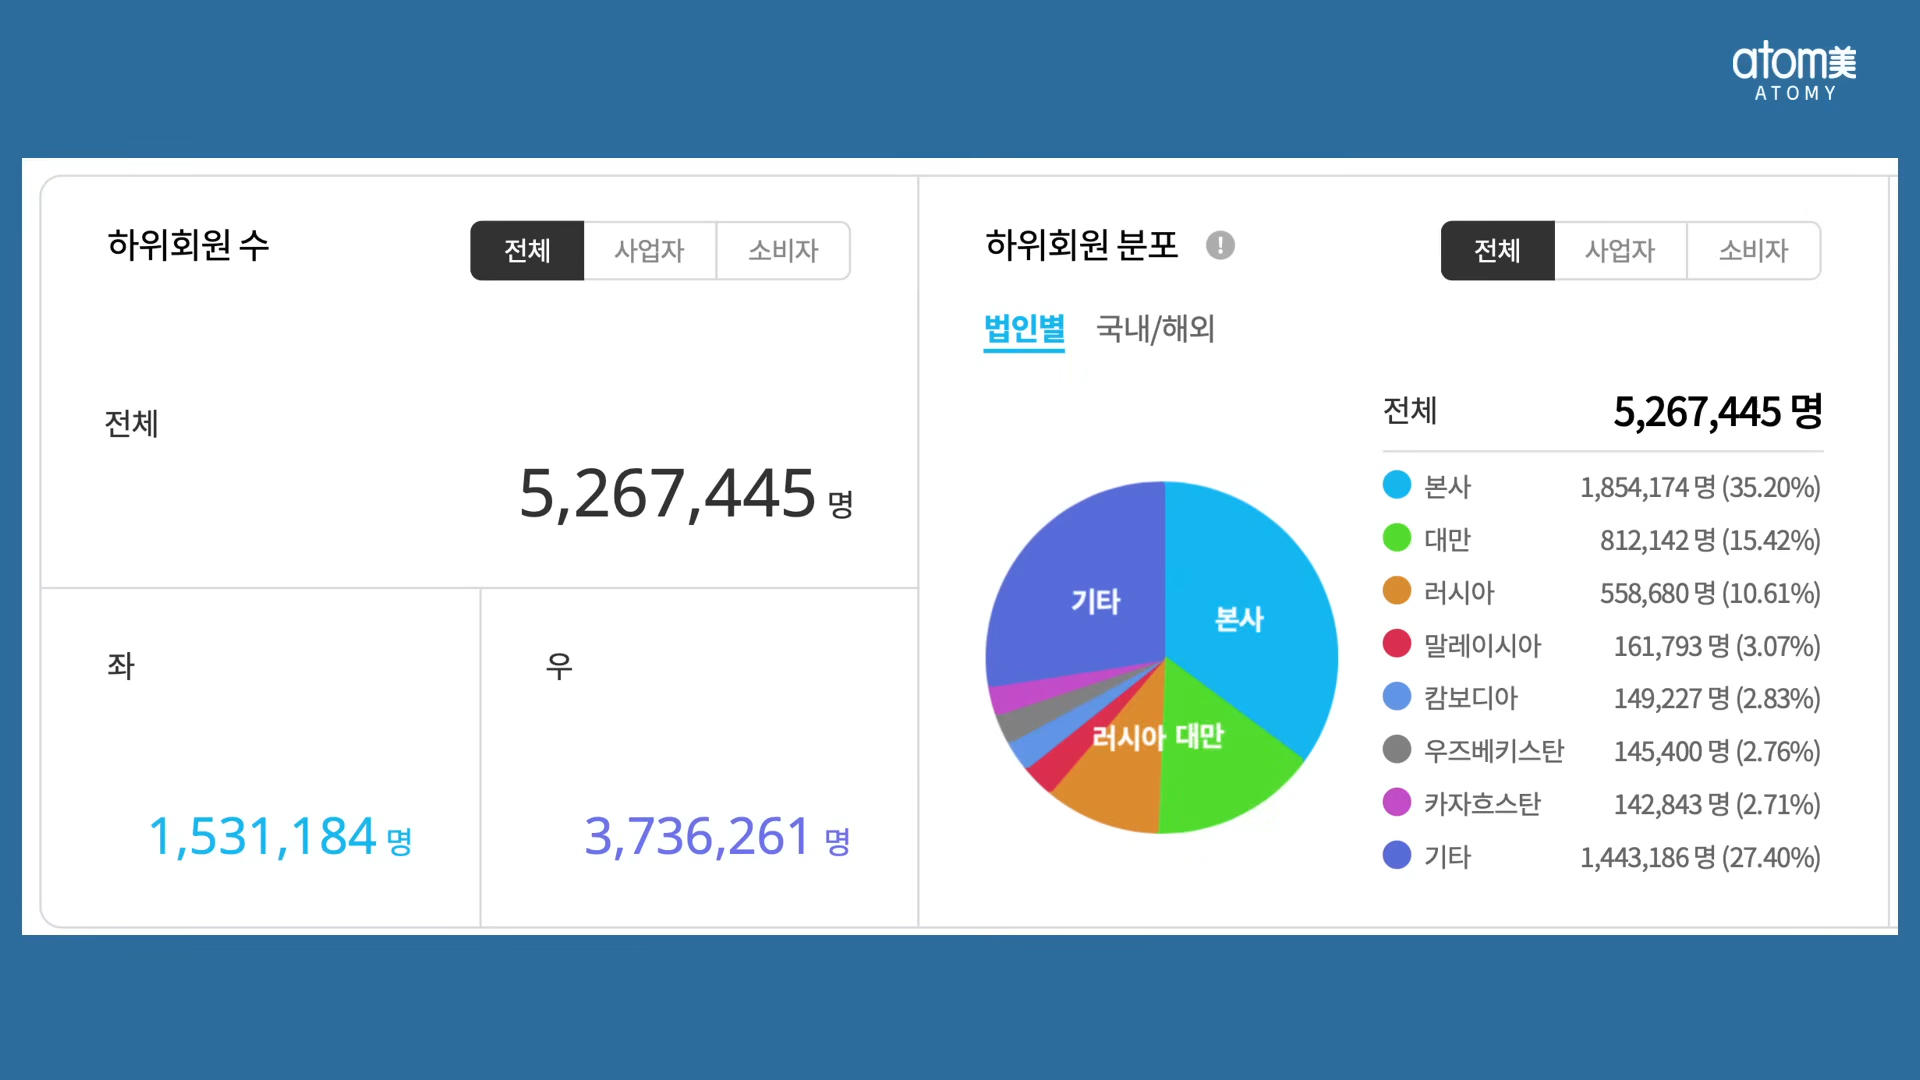 atom美
ATOMY
하위회원 수
전체 사업자 소비자
전체
5,267,445 명
좌
1,531,184 명
우
3,736,261 명
하위회원 분포
전체 사업자 소비자
법인별 국내/해외
기타
본사
러시아 대만
전체 5,267,445 명
본사 1,854,174 명 (35.20%)
대만 812,142 명 (15.42%)
러시아 558,680 명 (10.61%)
말레이시아 161,793 명 (3.07%)
캄보디아 149,227 명 (2.83%)
우즈베키스탄 145,400 명 (2.76%)
카자흐스탄 142,843 명 (2.71%)
기타 1,443,186 명 (27.40%)